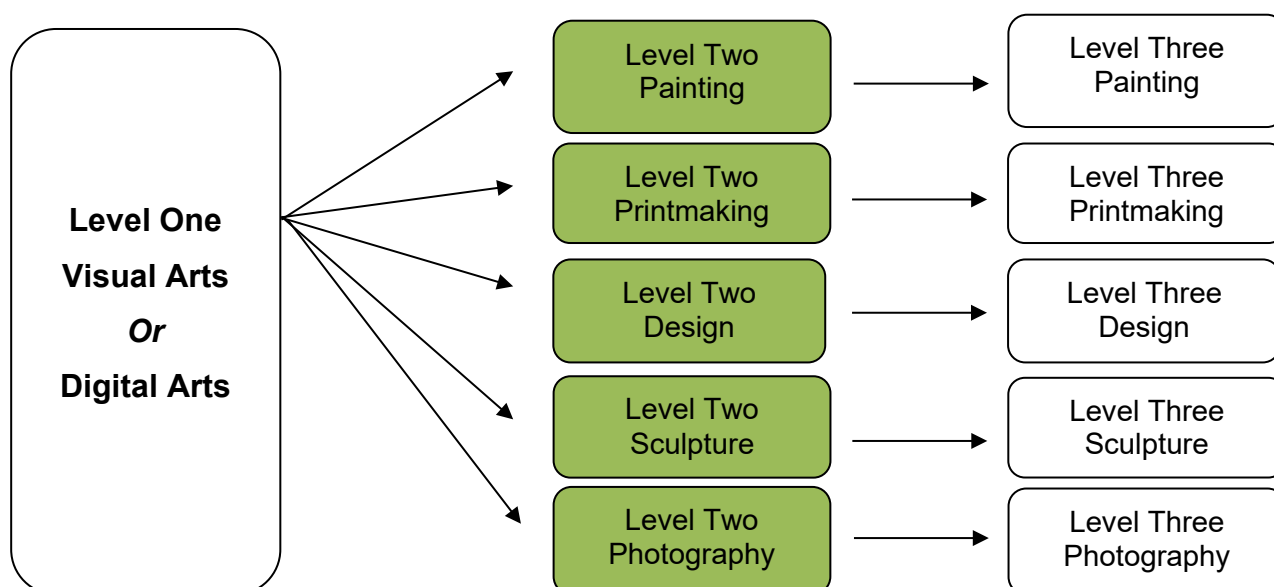 Level One
Visual Arts
Or
Digital Arts
Level Two
Painting
Level Three
Painting
Level Two
Printmaking
Level Three
Printmaking
Level Two
Design
Level Three
Design
Level Two
Sculpture
Level Three
Sculpture
Level Two
Photography
Level Three
Photography